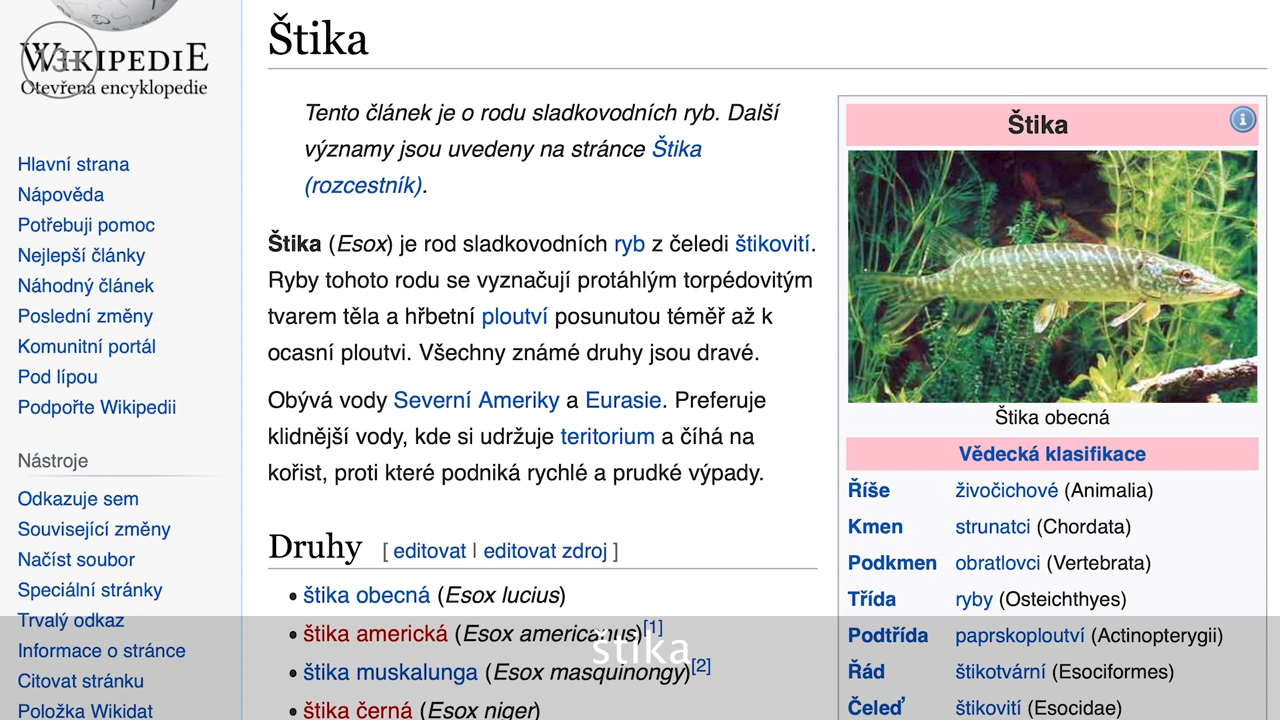 WIKIPEDIE
Otevřená encyklopedie
13+
Hlavní strana
Nápověda
Potřebuji pomoc
Nejlepší články
Náhodný článek
Poslední změny
Komunitní portál
Pod lípou
Podpořte Wikipedii
Nástroje
Odkazuje sem
Související změny
Načíst soubor
Speciální stránky
Trvalý odkaz
Informace o stránce
Citovat stránku
Položka Wikidat
Štika
Tento článek je o rodu sladkovodních ryb. Další
významy jsou uvedeny na stránce Štika
(rozcestník).
Štika (Esox) je rod sladkovodních ryb z čeledi štikovití.
Ryby tohoto rodu se vyznačují protáhlým torpédovitým
tvarem těla a hřbetní ploutví posunutou téměř až k
ocasní ploutvi. Všechny známé druhy jsou dravé.
Obývá vody Severní Ameriky a Eurasie. Preferuje
klidnější vody, kde si udržuje teritorium a číhá na
kořist, proti které podniká rychlé a prudké výpady.
Druhy [ editovat | editovat zdroj ]
• štika obecná (Esox lucius)
• štika americká (Esox americanus)[1]
• štika muskalunga (Esox masquinongy)[2]
• štika černá (Esox niger)
štika
Štika
Štika obecná
Vědecká klasifikace
Říše živočichové (Animalia)
Kmen strunatci (Chordata)
Podkmen obratlovci (Vertebrata)
Třída ryby (Osteichthyes)
Podtřída paprskoploutví (Actinopterygii)
Řád štikotvární (Esociformes)
Čeleď štikovití (Esocidae)